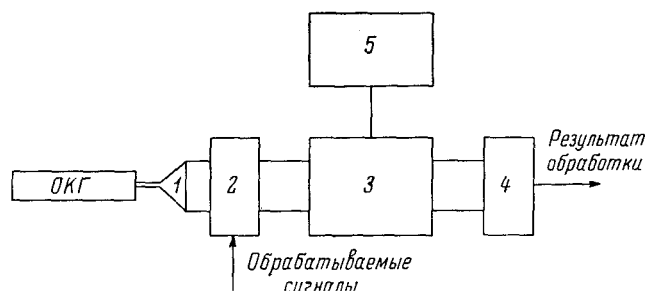 5
Результат
обработки
ОКГ
1
2
3
4
Обрабатываемые
сигналы